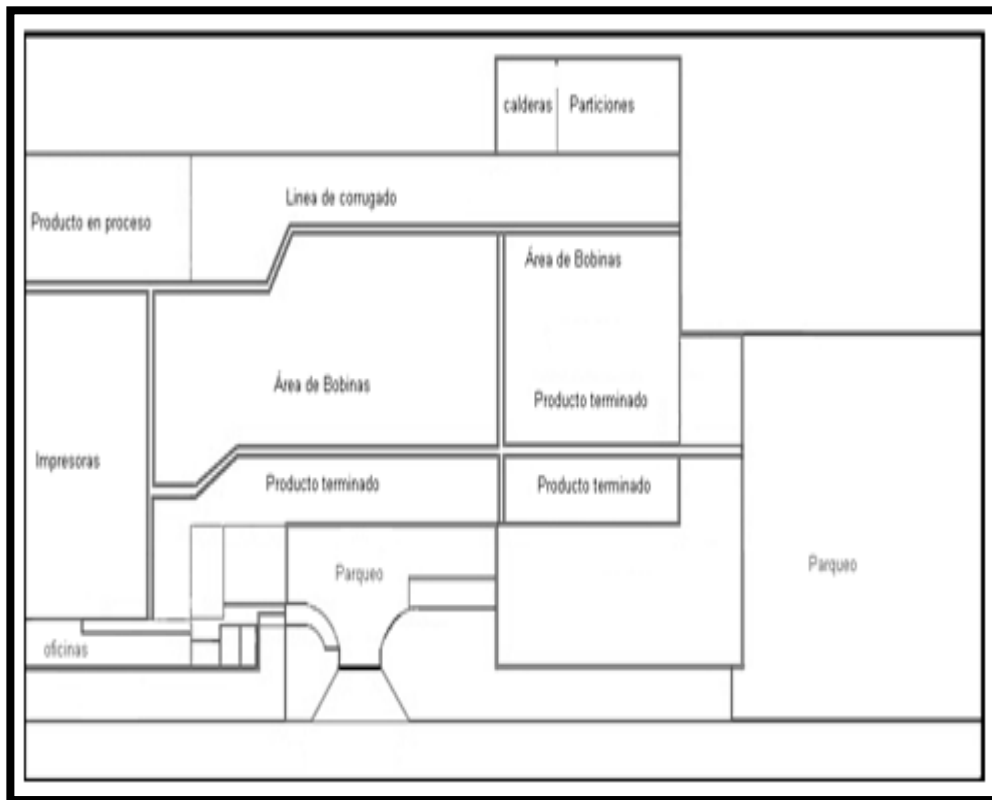 calderas
Particiones
Linea de corrugado
Producto en proceso
Área de Bobinas
Área de Bobinas
Producto terminado
Impresoras
Producto terminado
Producto terminado
Parqueo
Parqueo
oficinas